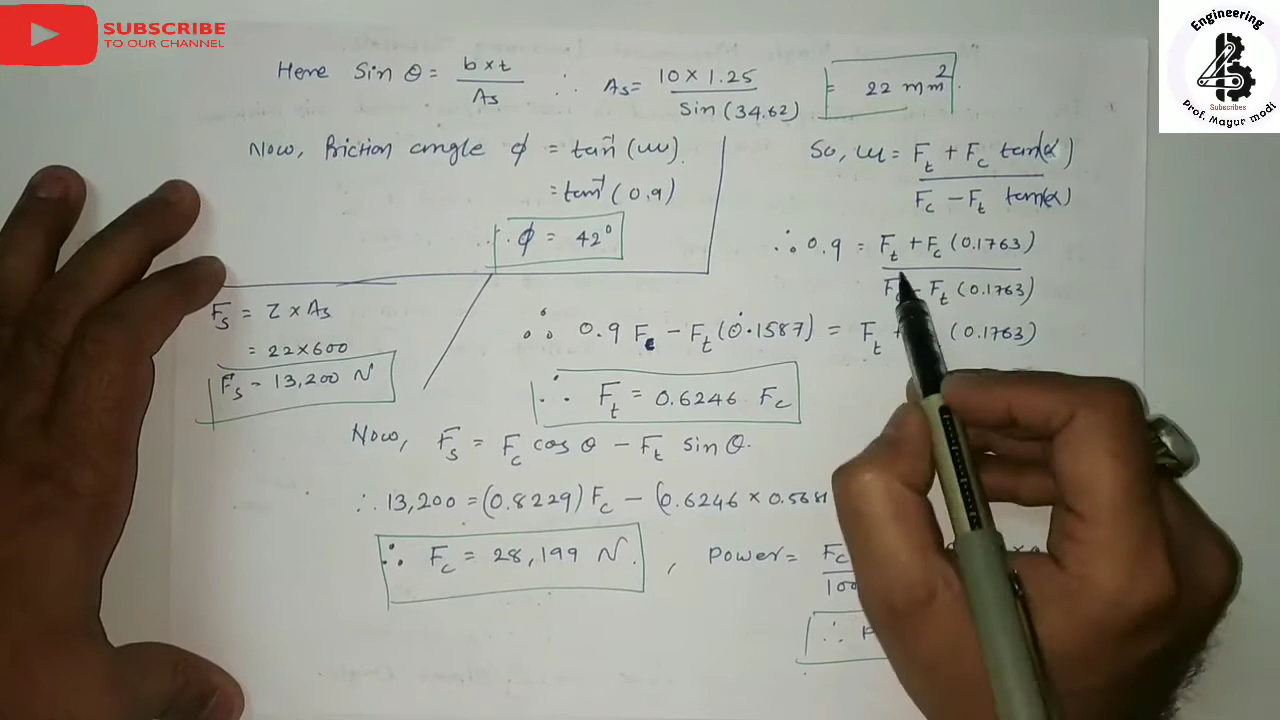 SUBSCRIBE
TO OUR CHANNEL
Engineering
4
Subscribes
Prof. Mayur modi
Here Sin θ = b×t / As ∴ As = 10 × 1.25 / Sin (34.62) = 22 mm²
Now, friction angle φ = tan⁻¹(μ).
= tan⁻¹(0.9)
∴ φ = 42°
So, μ = Ft + Fc tan(α) / Fc − Ft tan(α)
∴ 0.9 = Ft + Fc (0.1763) / Fc − Ft (0.1763)
Fs = τ × As
= 22×600
Fs = 13,200 N
∴ 0.9 Fc − Ft (0.1587) = Ft + (0.1763)
∴ Ft = 0.6246 Fc
Now, Fs = Fc cos θ − Ft sin θ.
∴ 13,200 = (0.8229) Fc − (0.6246 × 0.5681
∴ Fc = 28,199 N. , Power = Fc / 100
∴ P